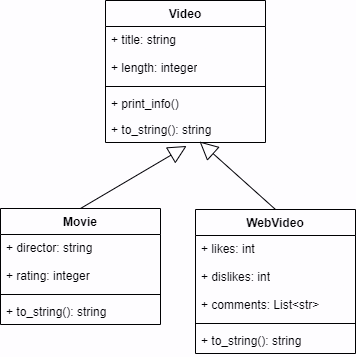 Video
+ title: string
+ length: integer
+ print_info()
+ to_string(): string
Movie
+ director: string
+ rating: integer
+ to_string(): string
WebVideo
+ likes: int
+ dislikes: int
+ comments: List<str>
+ to_string(): string